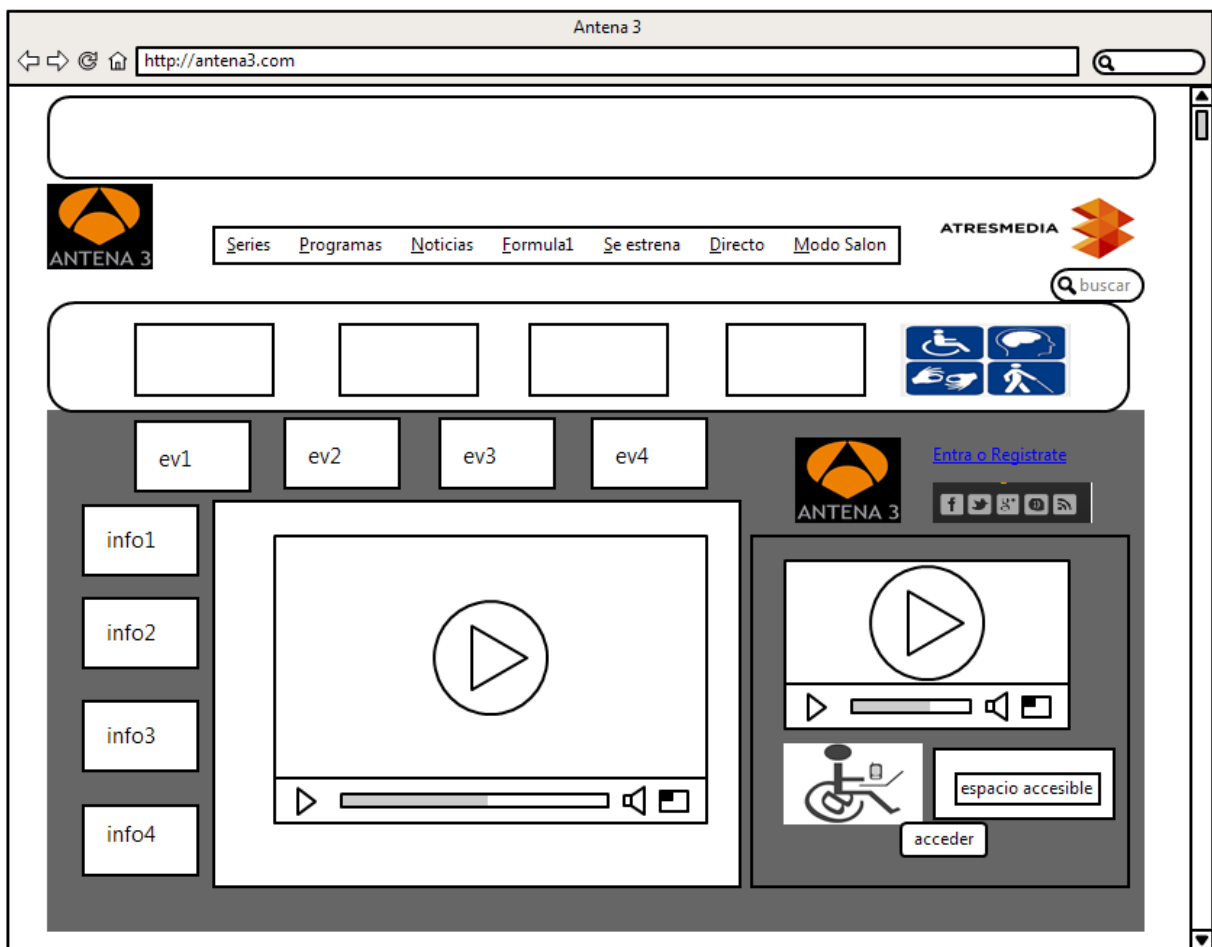 Antena 3
http://antena3.com
ANTENA 3
Series Programas Noticias Formula1 Se estrena Directo Modo Salon
ATRESMEDIA
buscar
ev1 ev2 ev3 ev4
ANTENA 3
Entra o Registrate
info1
info2
info3
info4
espacio accesible
acceder